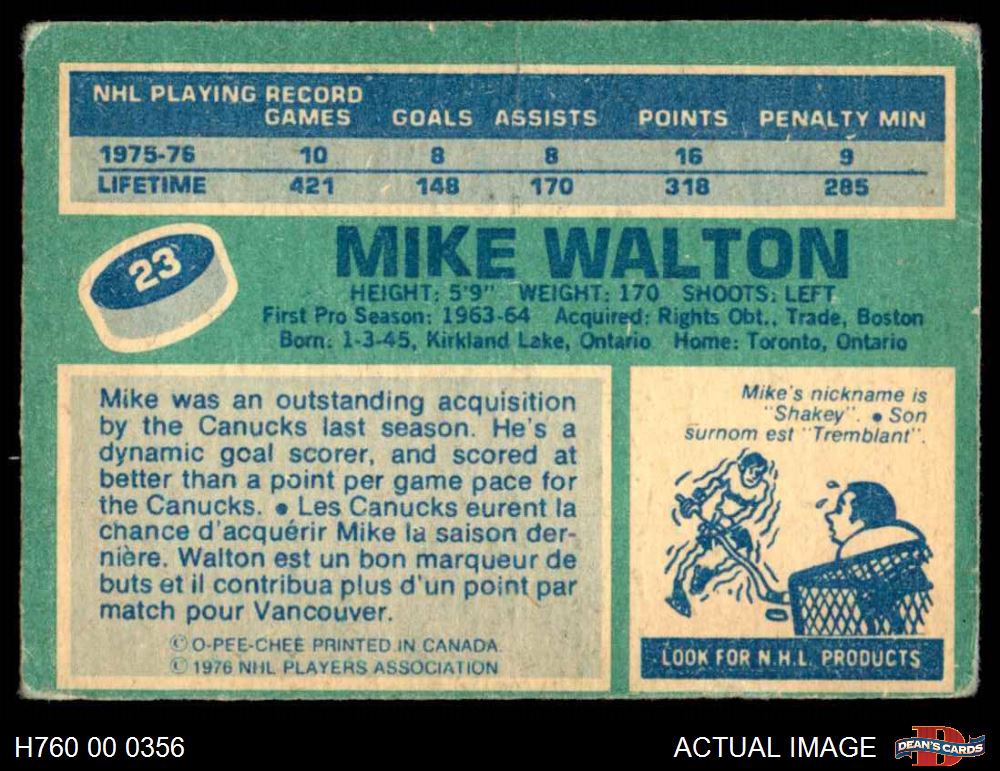 NHL PLAYING RECORD
GAMES GOALS ASSISTS POINTS PENALTY MIN
1975-76 10 8 8 16 9
LIFETIME 421 148 170 318 285
23
MIKE WALTON
HEIGHT: 5'9" WEIGHT: 170 SHOOTS: LEFT
First Pro Season: 1963-64 Acquired: Rights Obt., Trade, Boston
Born: 1-3-45, Kirkland Lake, Ontario Home: Toronto, Ontario
Mike was an outstanding acquisition
by the Canucks last season. He's a
dynamic goal scorer, and scored at
better than a point per game pace for
the Canucks. • Les Canucks eurent la
chance d'acquérir Mike la saison der-
nière. Walton est un bon marqueur de
buts et il contribua plus d'un point par
match pour Vancouver.
© O-PEE-CHEE PRINTED IN CANADA.
© 1976 NHL PLAYERS ASSOCIATION
Mike's nickname is
"Shakey". • Son
surnom est "Tremblant".
LOOK FOR N.H.L. PRODUCTS
H760 00 0356
ACTUAL IMAGE
DEAN'S CARDS